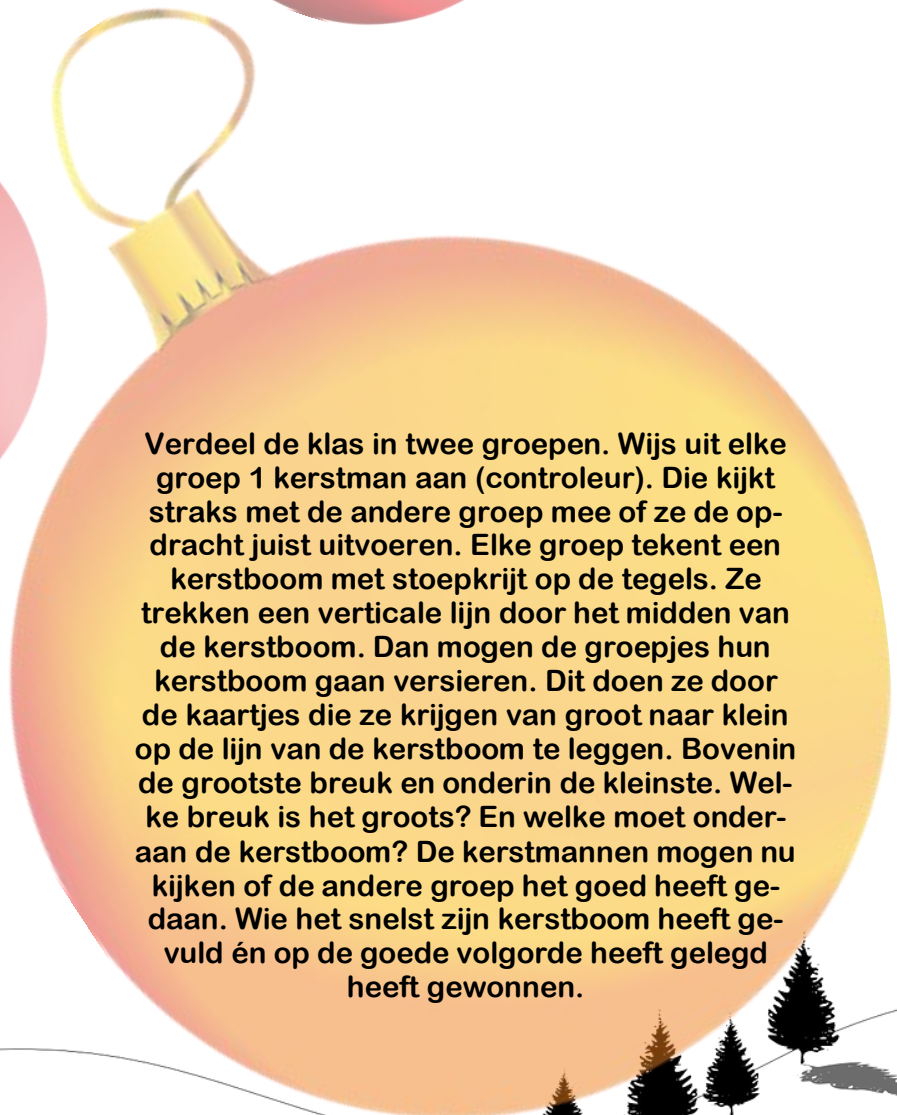 Verdeel de klas in twee groepen. Wijs uit elke
groep 1 kerstman aan (controleur). Die kijkt
straks met de andere groep mee of ze de op-
dracht juist uitvoeren. Elke groep tekent een
kerstboom met stoepkrijt op de tegels. Ze
trekken een verticale lijn door het midden van
de kerstboom. Dan mogen de groepjes hun
kerstboom gaan versieren. Dit doen ze door
de kaartjes die ze krijgen van groot naar klein
op de lijn van de kerstboom te leggen. Bovenin
de grootste breuk en onderin de kleinste. Wel-
ke breuk is het groots? En welke moet onder-
aan de kerstboom? De kerstmannen mogen nu
kijken of de andere groep het goed heeft ge-
daan. Wie het snelst zijn kerstboom heeft ge-
vuld én op de goede volgorde heeft gelegd
heeft gewonnen.